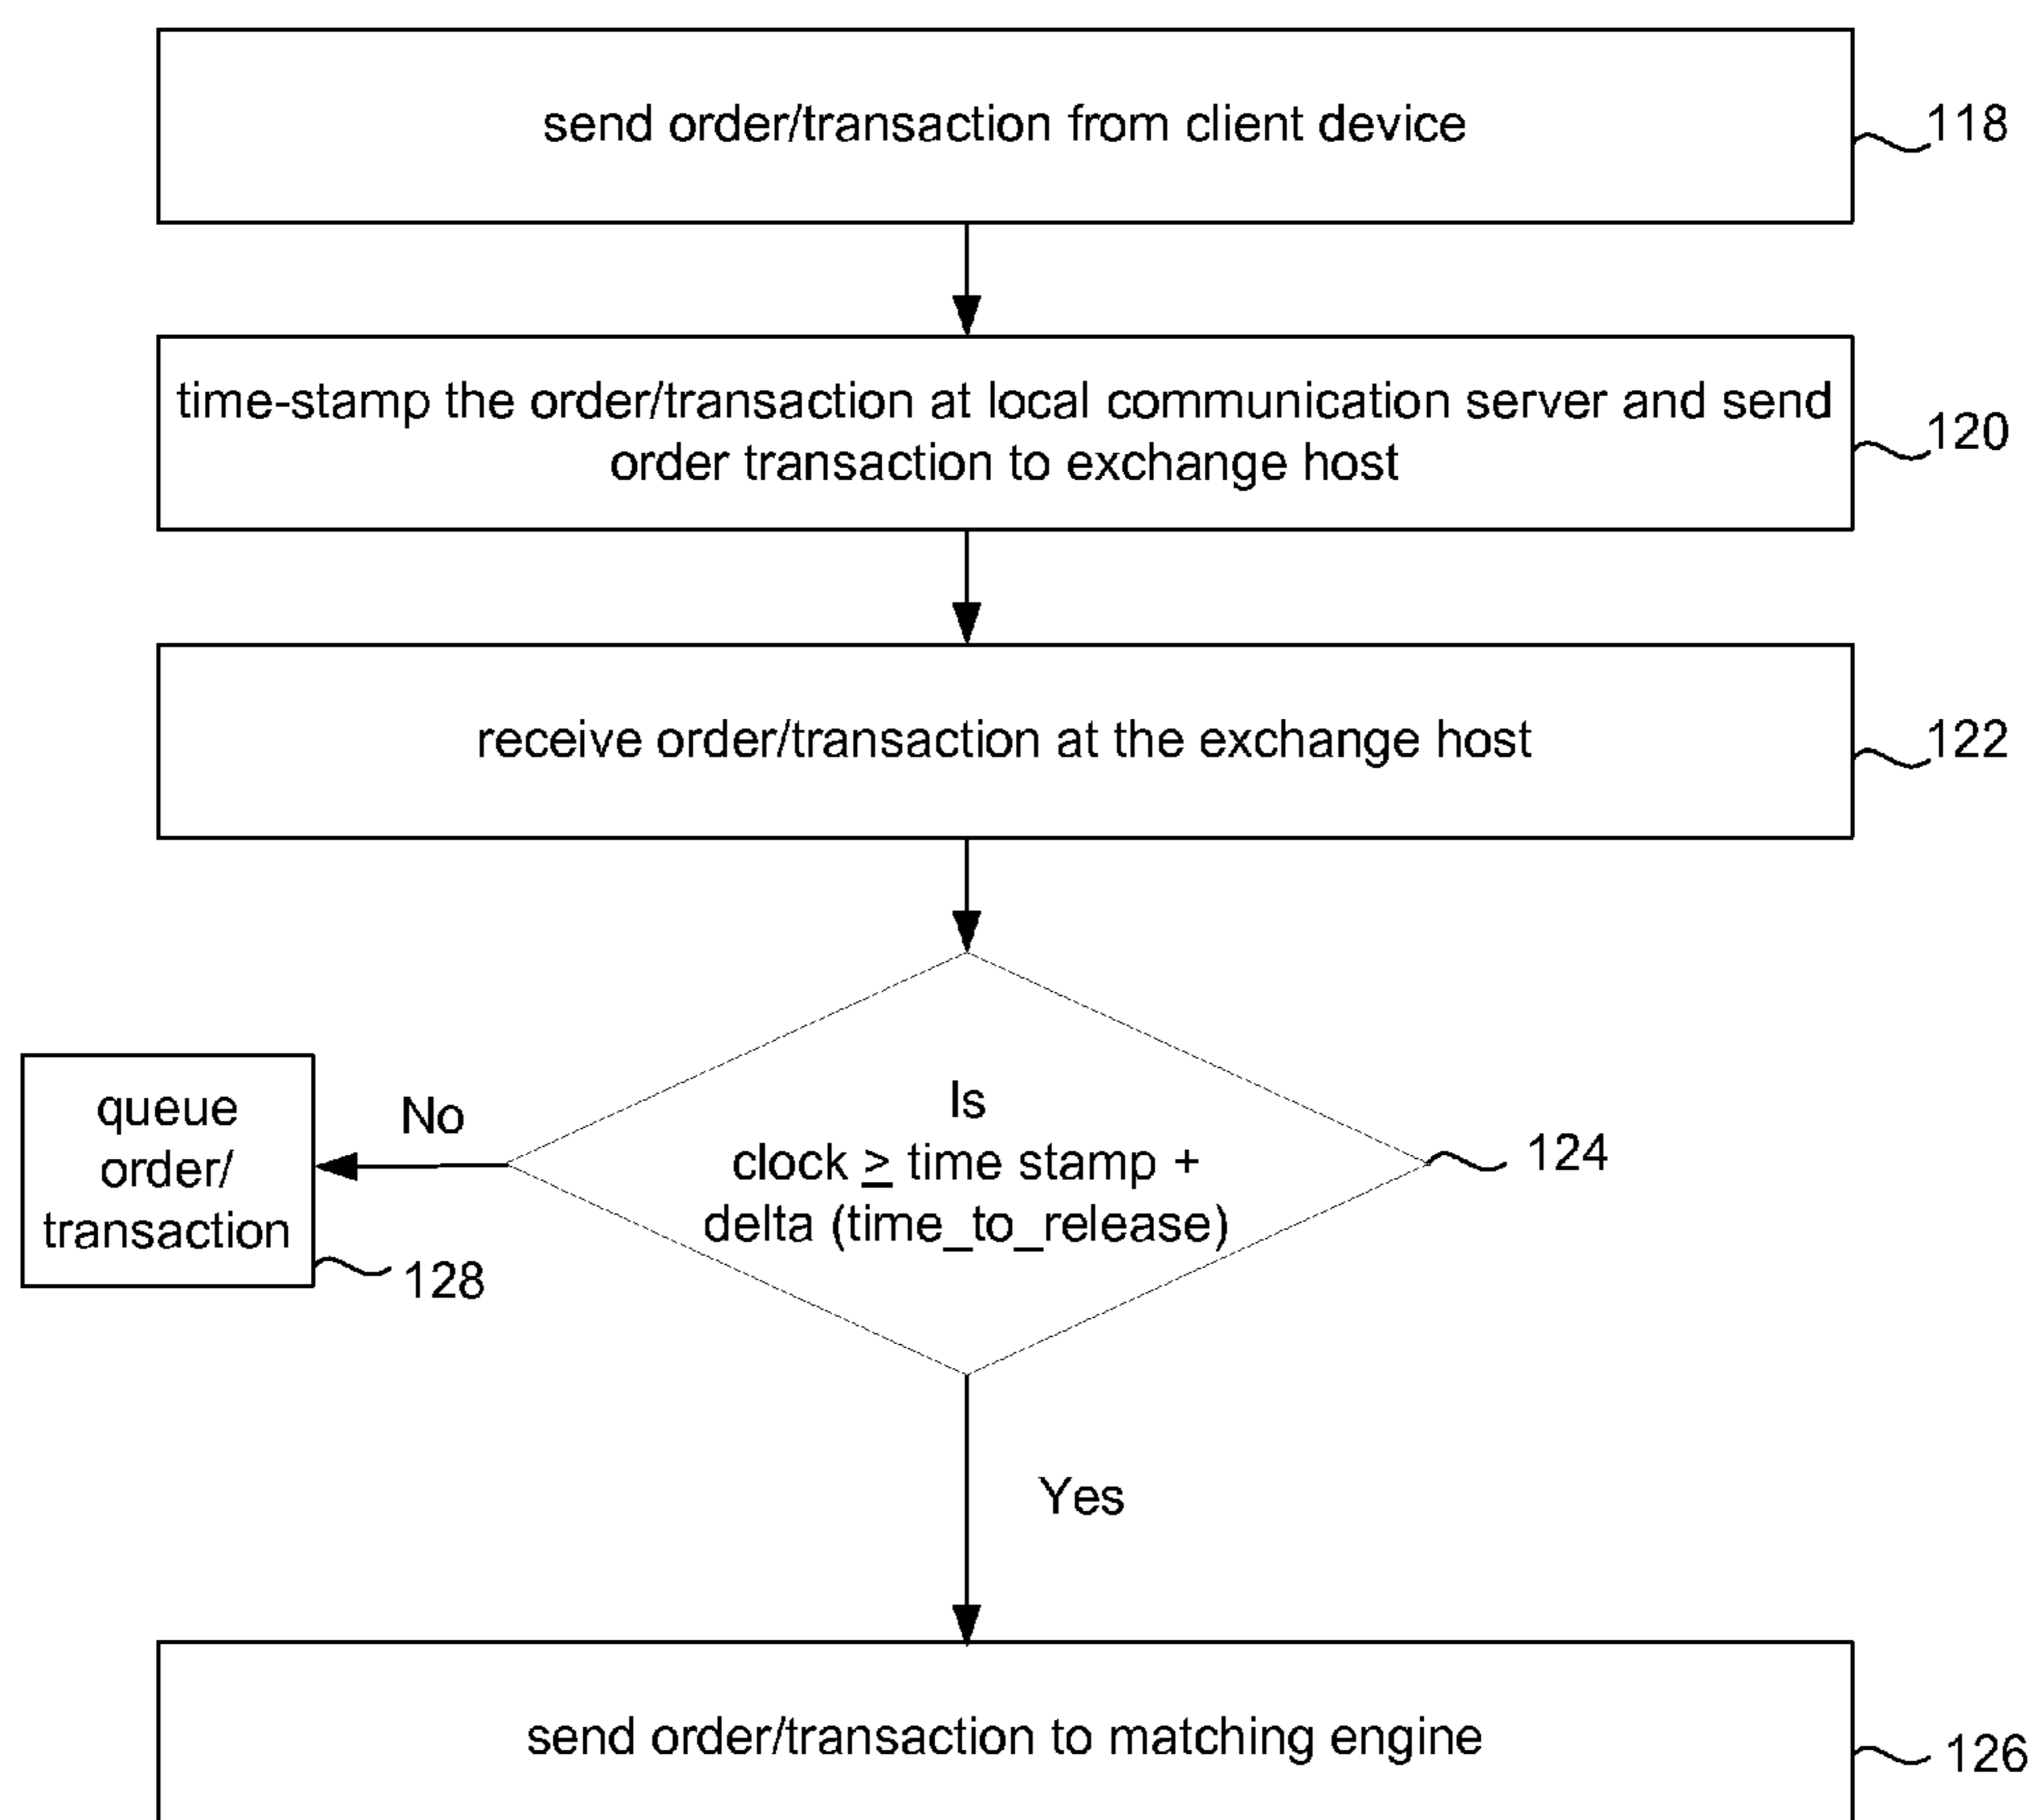 send order/transaction from client device
118
time-stamp the order/transaction at local communication server and send
order transaction to exchange host
120
receive order/transaction at the exchange host
122
Is
clock ≥ time stamp +
delta (time_to_release)
124
No
queue
order/
transaction
128
Yes
send order/transaction to matching engine
126